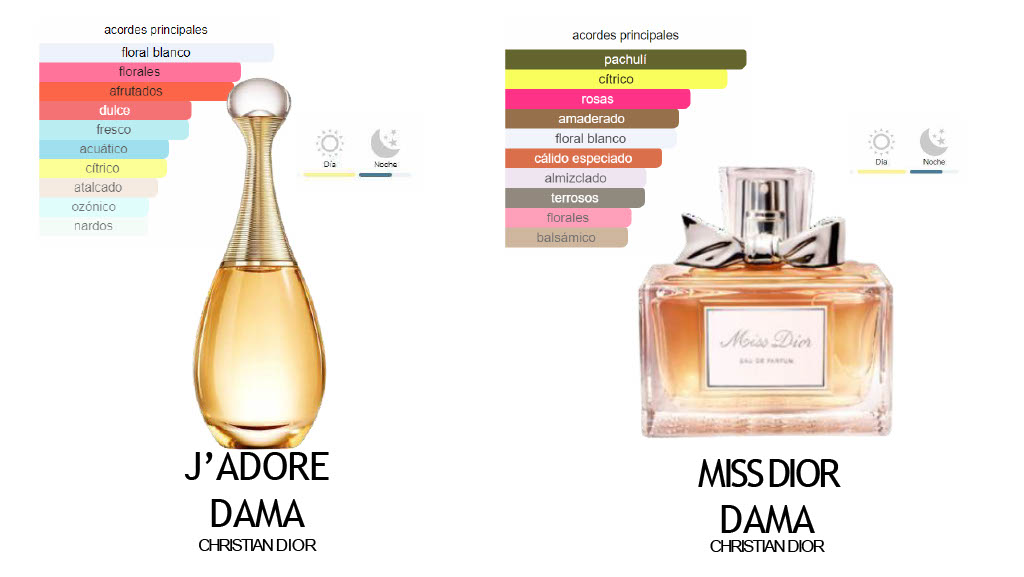 acordes principales
floral blanco
florales
afrutados
dulce
fresco
acuático
cítrico
atalcado
ozónico
nardos
Día
Noche
J’ADORE
DAMA
CHRISTIAN DIOR
acordes principales
pachulí
cítrico
rosas
amaderado
floral blanco
cálido especiado
almizclado
terrosos
florales
balsámico
Día
Noche
Miss Dior
EAU DE PARFUM
MISS DIOR
DAMA
CHRISTIAN DIOR